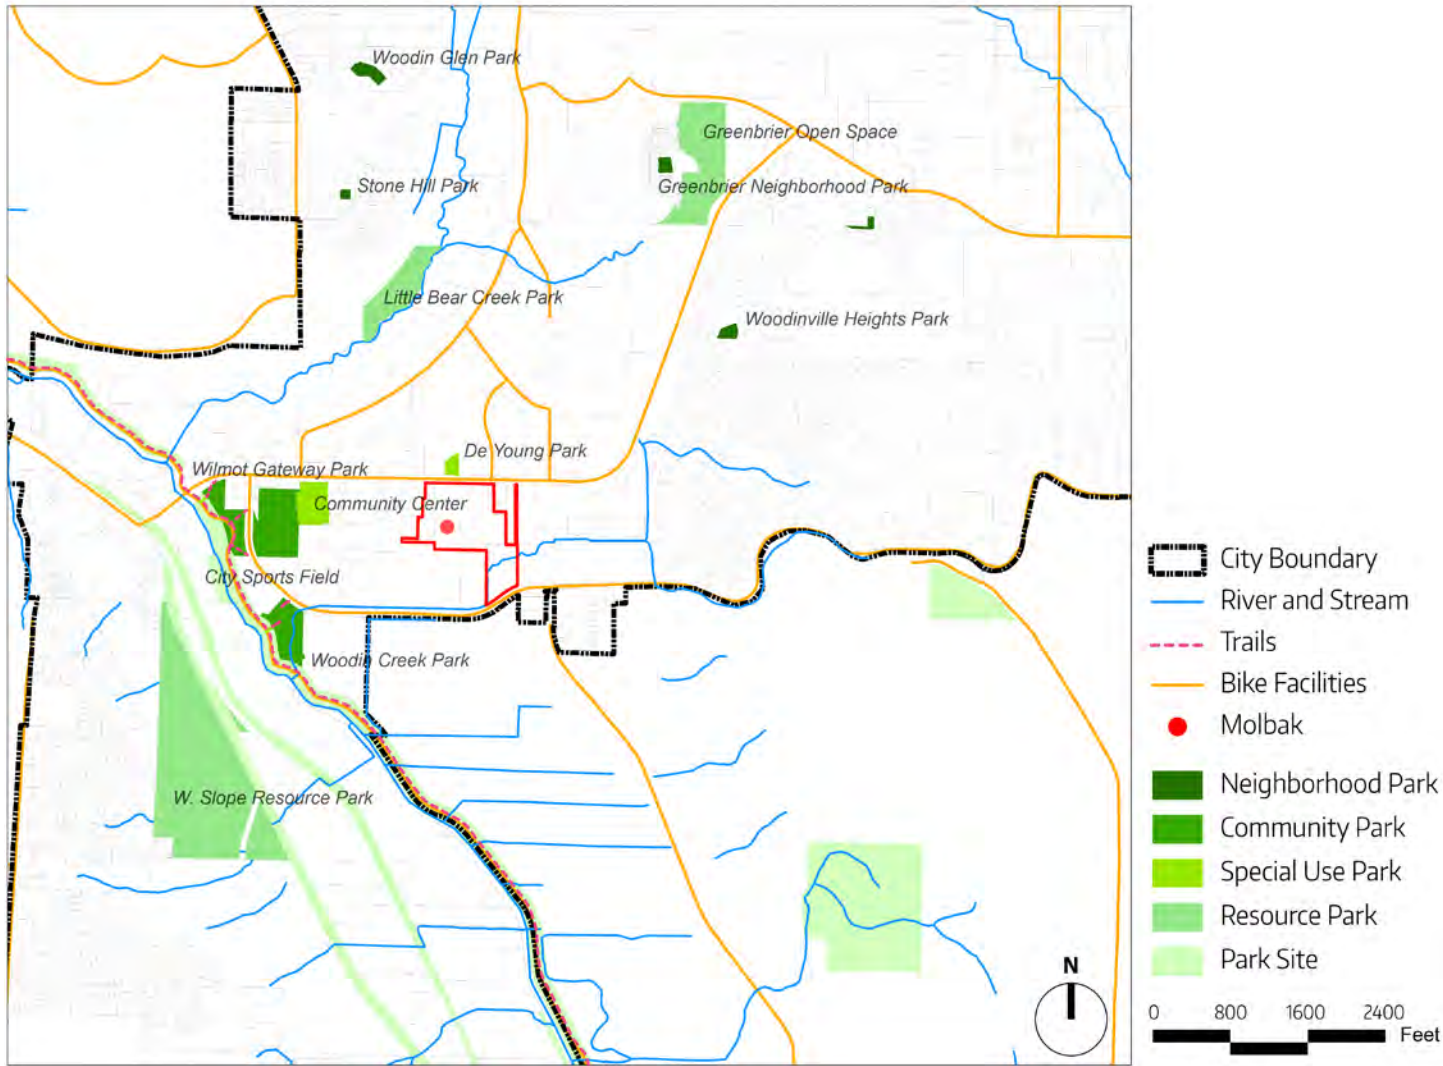 Woodin Glen Park
Greenbrier Open Space
Stone Hill Park
Greenbrier Neighborhood Park
Little Bear Creek Park
Woodinville Heights Park
De Young Park
Wilmot Gateway Park
Community Center
City Sports Field
Woodin Creek Park
W. Slope Resource Park
N
City Boundary
River and Stream
Trails
Bike Facilities
Molbak
Neighborhood Park
Community Park
Special Use Park
Resource Park
Park Site
0 800 1600 2400
Feet